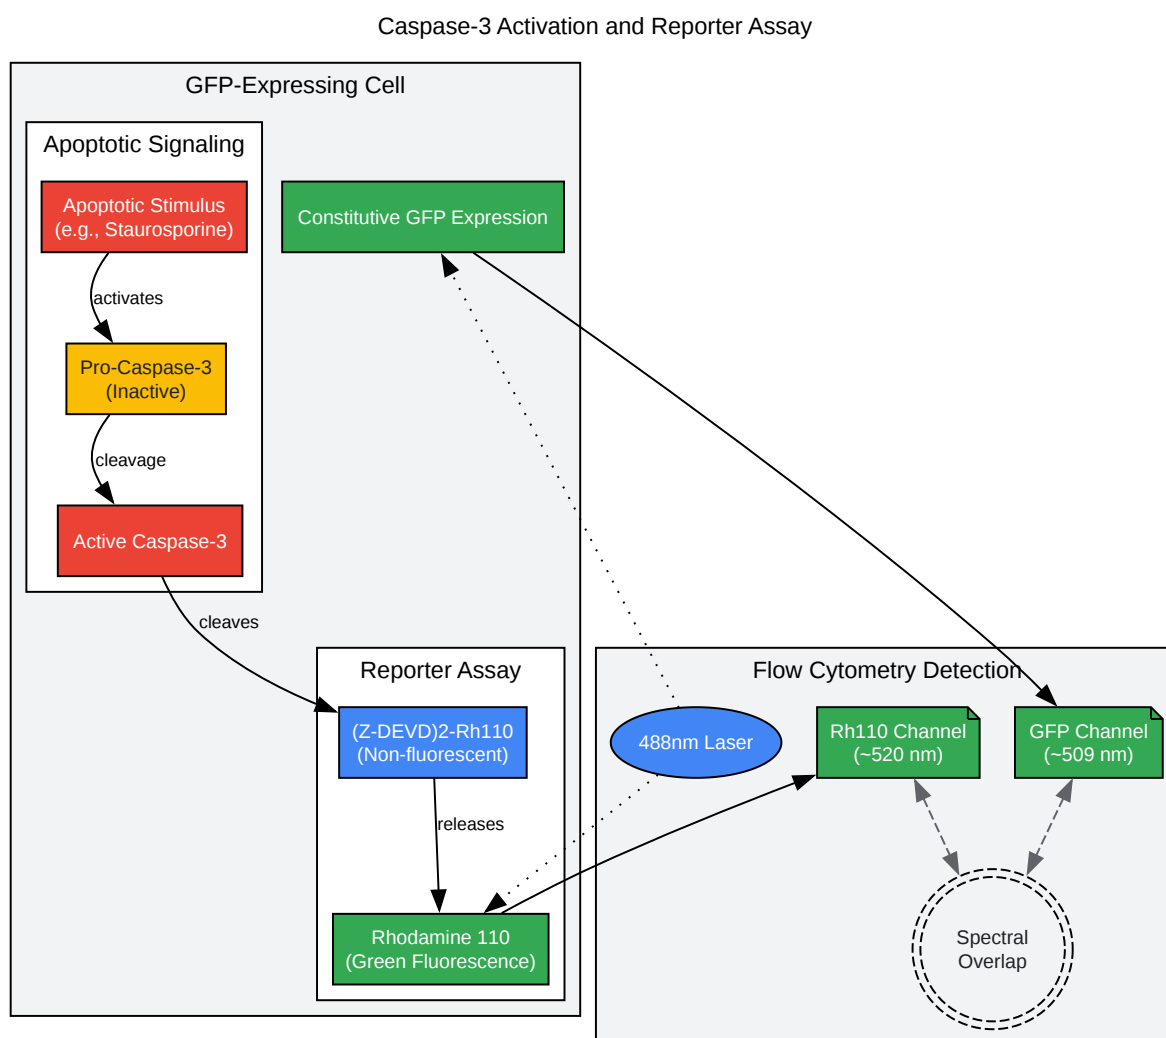 Caspase-3 Activation and Reporter Assay
GFP-Expressing Cell
Apoptotic Signaling
Apoptotic Stimulus
(e.g., Staurosporine)
Constitutive GFP Expression
activates
Pro-Caspase-3
(Inactive)
cleavage
Active Caspase-3
cleaves
Reporter Assay
(Z-DEVD)2-Rh110
(Non-fluorescent)
releases
Rhodamine 110
(Green Fluorescence)
Flow Cytometry Detection
488nm Laser
Rh110 Channel
(~520 nm)
GFP Channel
(~509 nm)
Spectral
Overlap